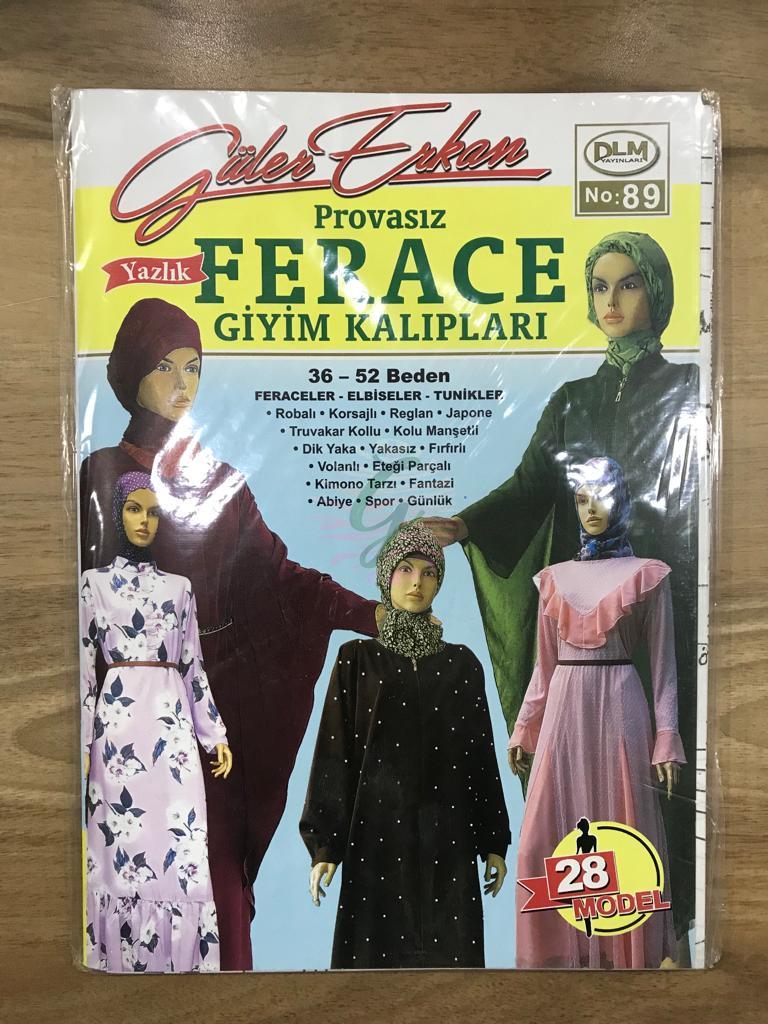 Güler Erkan
DLM
YAYINLARI
No: 89
Provasız
Yazlık
FERACE
GİYİM KALIPLARI
36 – 52 Beden
FERACELER - ELBİSELER - TUNİKLER
• Robalı • Korsajlı • Reglan • Japone
• Truvakar Kollu • Kolu Manşetli
• Dik Yaka • Yakasız • Fırfırlı
• Volanlı • Eteği Parçalı
• Kimono Tarzı • Fantazi
• Abiye • Spor • Günlük
28
MODEL